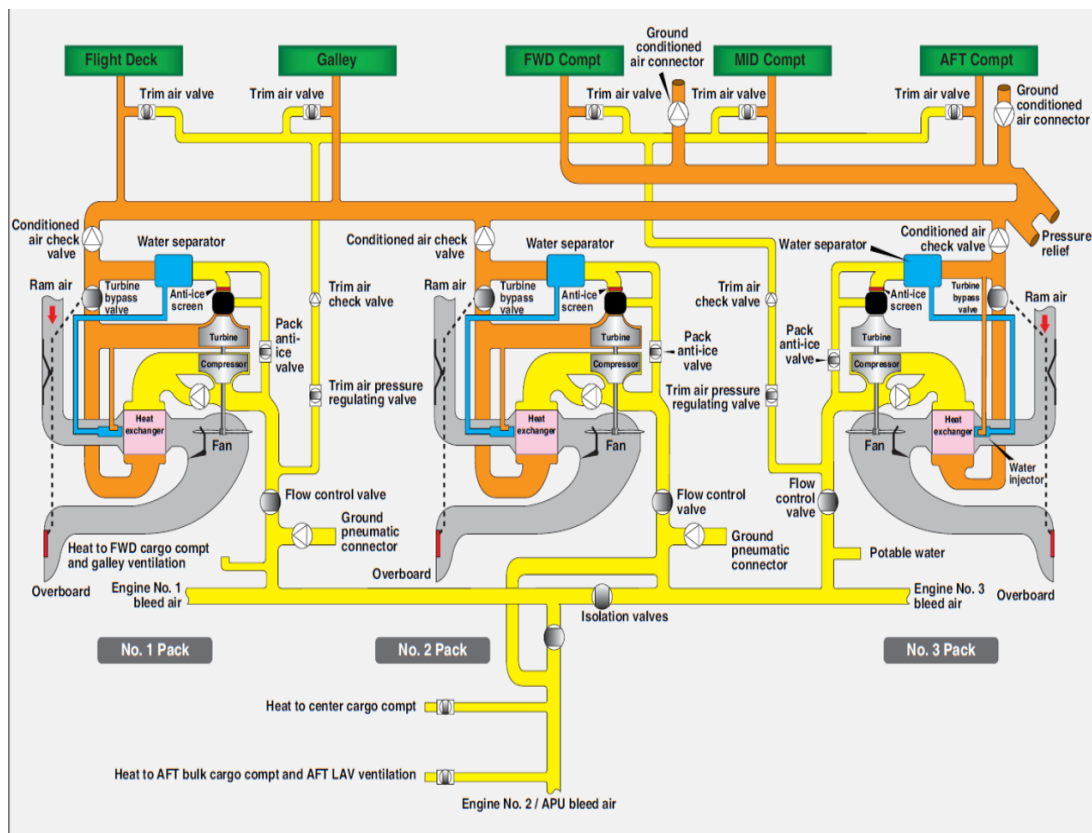 Flight Deck
Galley
FWD Compt
Ground
conditioned
air connector
MID Compt
AFT Compt
Ground
conditioned
air connector
Trim air valve
Trim air valve
Trim air valve
Trim air valve
Trim air valve
Conditioned
air check
valve
Water separator
Ram air
Turbine
bypass
valve
Anti-ice
screen
Turbine
Compressor
Pack
anti-
ice
valve
Heat
exchanger
Fan
Trim air
check valve
Trim air pressure
regulating valve
Conditioned air check
valve
Water separator
Ram air
Turbine
bypass
valve
Anti-ice
screen
Turbine
Compressor
Pack
anti-ice
valve
Heat
exchanger
Fan
Trim air
check valve
Trim air pressure
regulating valve
Water separator
Conditioned
air check valve
Pressure
relief
Anti-ice
screen
Turbine
bypass
valve
Ram air
Pack
anti-ice
valve
Turbine
Compressor
Fan
Heat
exchanger
Water
injector
Flow control valve
Ground
pneumatic
connector
Flow control
valve
Ground
pneumatic
connector
Flow
control
valve
Potable water
Heat to FWD cargo compt
and galley ventilation
Overboard
Overboard
Overboard
Engine No. 1
bleed air
Isolation valves
Engine No. 3
bleed air
No. 1 Pack
No. 2 Pack
No. 3 Pack
Heat to center cargo compt
Heat to AFT bulk cargo compt and AFT LAV ventilation
Engine No. 2 / APU bleed air